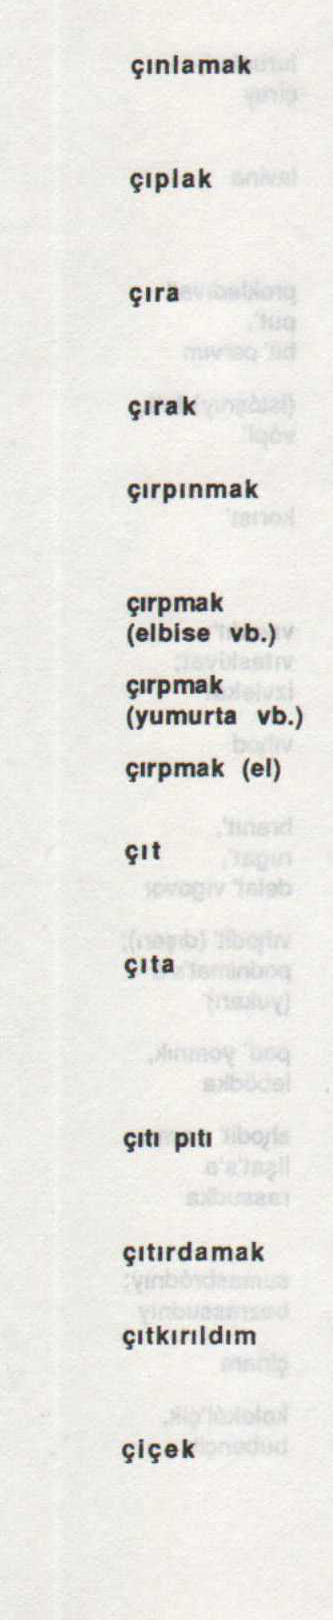 çınlamak
çıplak
çıra
çırak
çırpınmak
çırpmak
(elbise vb.)
çırpmak
(yumurta vb.)
çırpmak (el)
çıt
çıta
çıtı pıtı
çıtırdamak
çıtkırıldım
çiçek